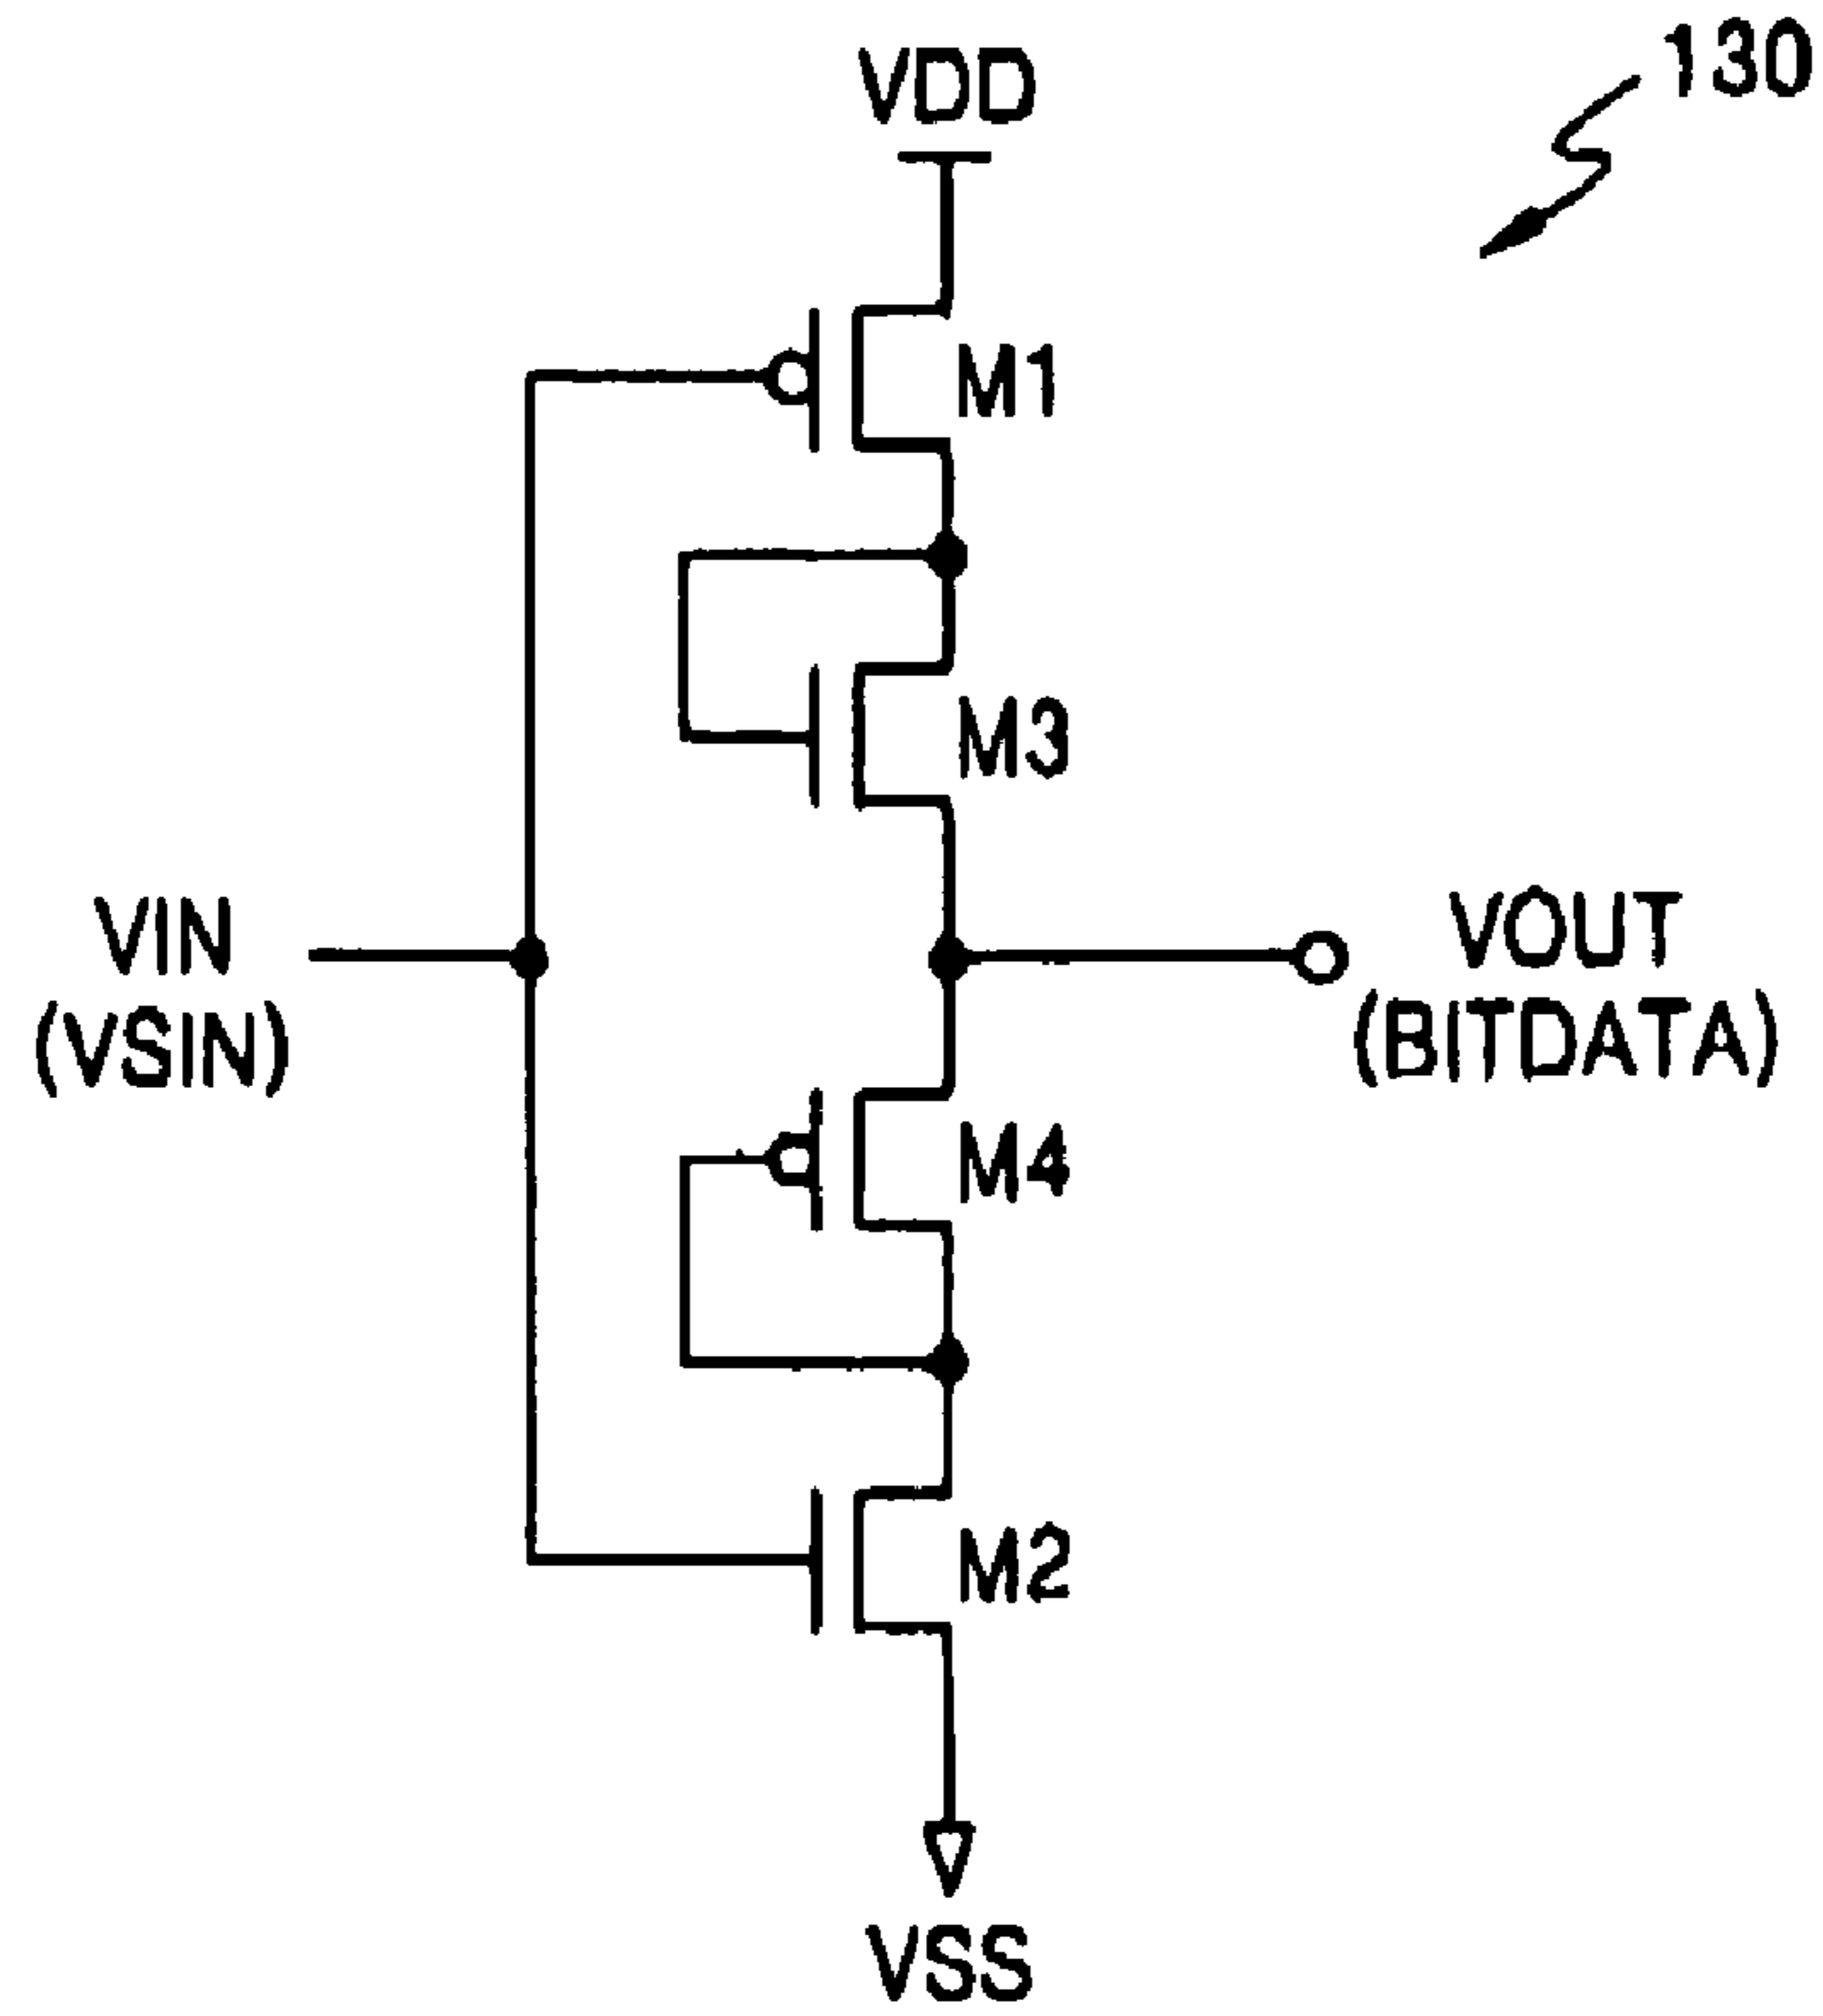 130
VDD
M1
M3
VIN
(VSIN)
VOUT
(BITDATA)
M4
M2
VSS